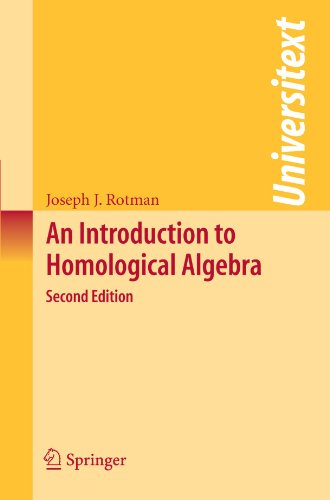 Universitext
Joseph J. Rotman
An Introduction to
Homological Algebra
Second Edition
Springer